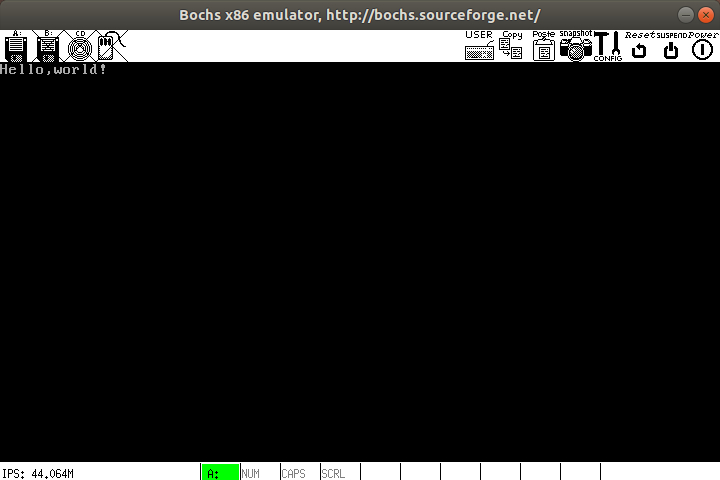 Bochs x86 emulator, http://bochs.sourceforge.net/
A: B: CD USER Copy Paste snapshot CONFIG Reset SUSPEND Power
Hello,world!
IPS: 44.064M A: NUM CAPS SCRL